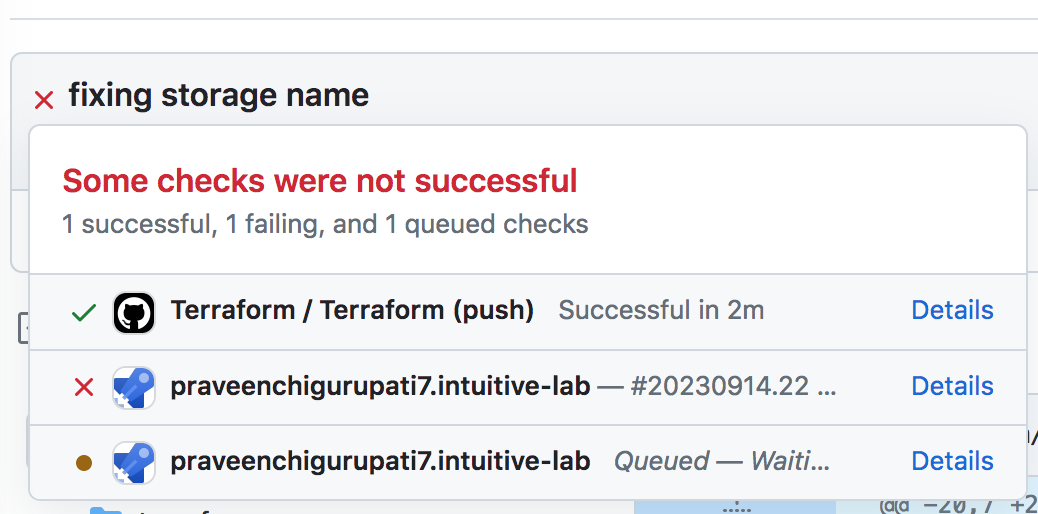 fixing storage name
Some checks were not successful
1 successful, 1 failing, and 1 queued checks
Terraform / Terraform (push) Successful in 2m Details
praveenchigurupati7.intuitive-lab — #20230914.22 ... Details
praveenchigurupati7.intuitive-lab Queued — Waiti... Details
@@ -20,7 +2